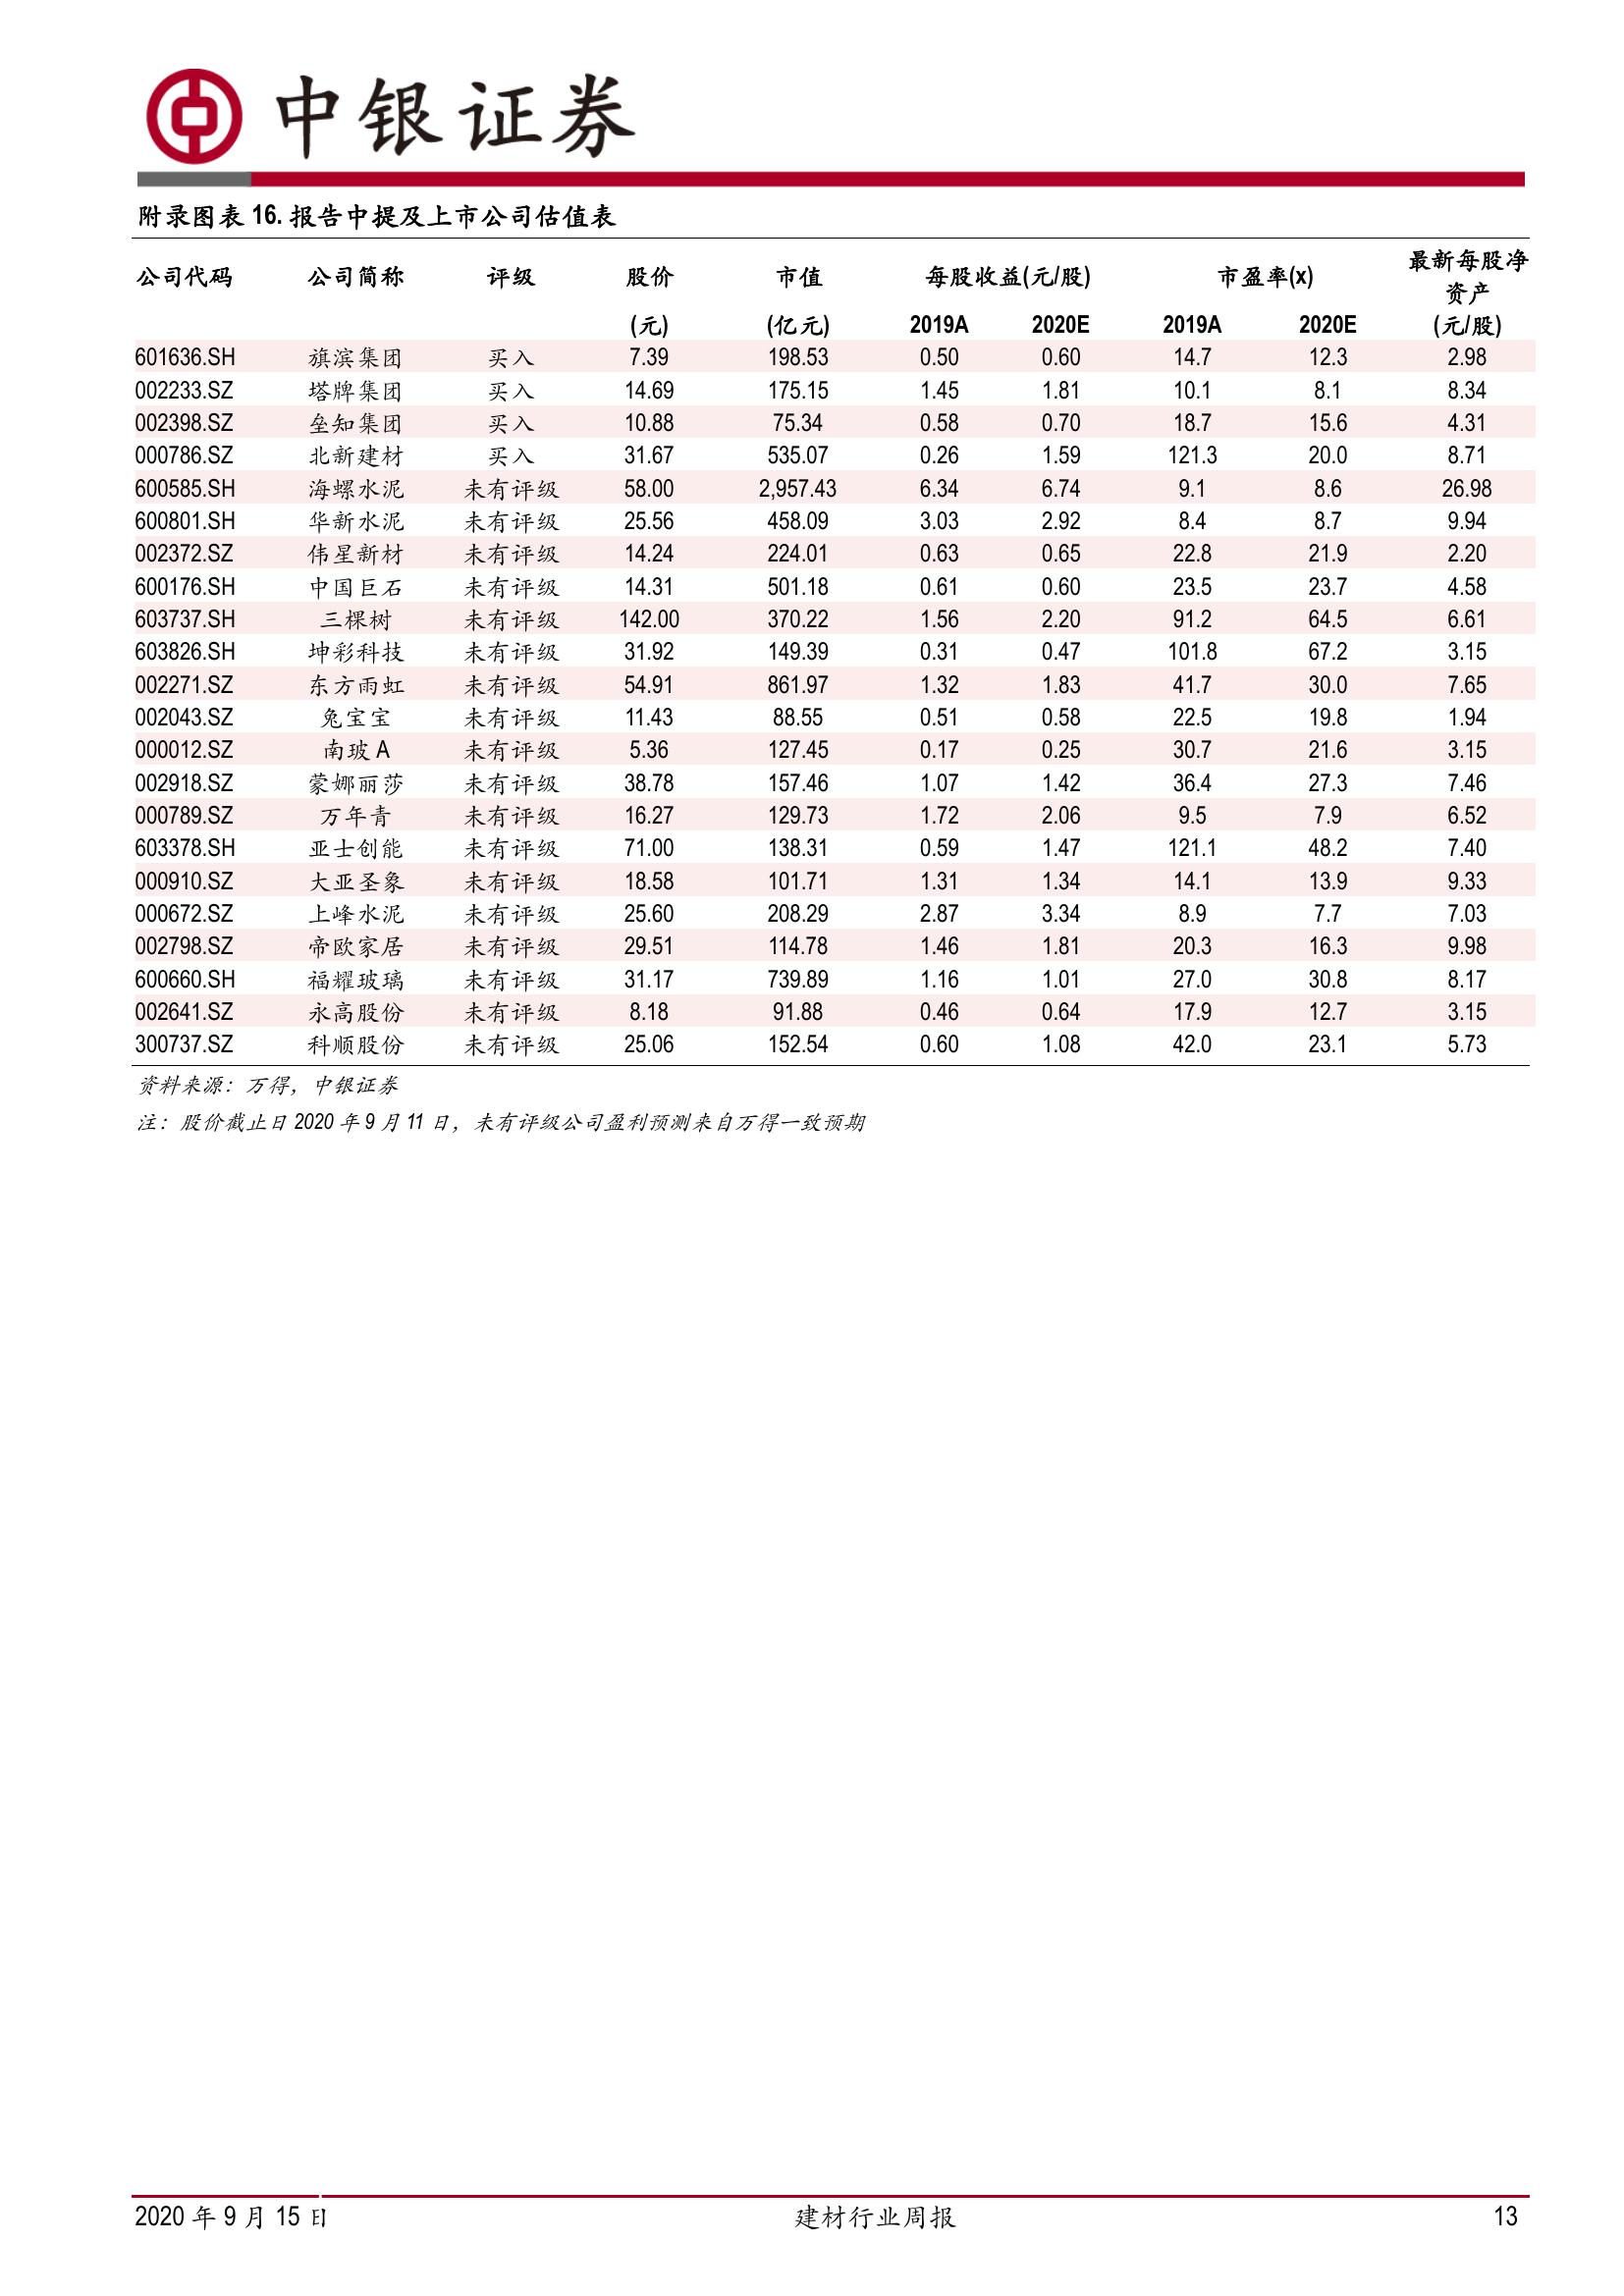 中银证券
附录图表 16. 报告中提及上市公司估值表
公司代码 公司简称 评级 股价 市值 每股收益(元/股) 市盈率(x) 最新每股净资产
(元) (亿元) 2019A 2020E 2019A 2020E (元/股)
601636.SH 旗滨集团 买入 7.39 198.53 0.50 0.60 14.7 12.3 2.98
002233.SZ 塔牌集团 买入 14.69 175.15 1.45 1.81 10.1 8.1 8.34
002398.SZ 垒知集团 买入 10.88 75.34 0.58 0.70 18.7 15.6 4.31
000786.SZ 北新建材 买入 31.67 535.07 0.26 1.59 121.3 20.0 8.71
600585.SH 海螺水泥 未有评级 58.00 2,957.43 6.34 6.74 9.1 8.6 26.98
600801.SH 华新水泥 未有评级 25.56 458.09 3.03 2.92 8.4 8.7 9.94
002372.SZ 伟星新材 未有评级 14.24 224.01 0.63 0.65 22.8 21.9 2.20
600176.SH 中国巨石 未有评级 14.31 501.18 0.61 0.60 23.5 23.7 4.58
603737.SH 三棵树 未有评级 142.00 370.22 1.56 2.20 91.2 64.5 6.61
603826.SH 坤彩科技 未有评级 31.92 149.39 0.31 0.47 101.8 67.2 3.15
002271.SZ 东方雨虹 未有评级 54.91 861.97 1.32 1.83 41.7 30.0 7.65
002043.SZ 兔宝宝 未有评级 11.43 88.55 0.51 0.58 22.5 19.8 1.94
000012.SZ 南玻 A 未有评级 5.36 127.45 0.17 0.25 30.7 21.6 3.15
002918.SZ 蒙娜丽莎 未有评级 38.78 157.46 1.07 1.42 36.4 27.3 7.46
000789.SZ 万年青 未有评级 16.27 129.73 1.72 2.06 9.5 7.9 6.52
603378.SH 亚士创能 未有评级 71.00 138.31 0.59 1.47 121.1 48.2 7.40
000910.SZ 大亚圣象 未有评级 18.58 101.71 1.31 1.34 14.1 13.9 9.33
000672.SZ 上峰水泥 未有评级 25.60 208.29 2.87 3.34 8.9 7.7 7.03
002798.SZ 帝欧家居 未有评级 29.51 114.78 1.46 1.81 20.3 16.3 9.98
600660.SH 福耀玻璃 未有评级 31.17 739.89 1.16 1.01 27.0 30.8 8.17
002641.SZ 永高股份 未有评级 8.18 91.88 0.46 0.64 17.9 12.7 3.15
300737.SZ 科顺股份 未有评级 25.06 152.54 0.60 1.08 42.0 23.1 5.73
资料来源：万得，中银证券
注：股价截止日 2020 年 9 月 11 日，未有评级公司盈利预测来自万得一致预期
2020 年 9 月 15 日 建材行业周报 13